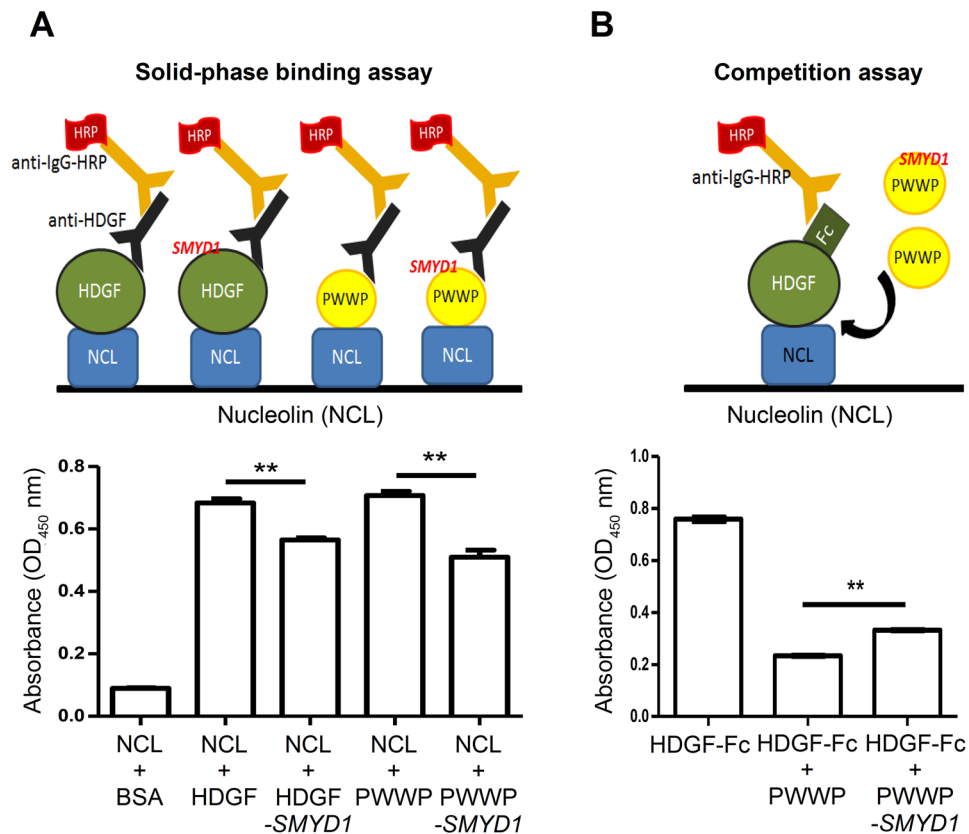 A
Solid-phase binding assay
HRP HRP HRP HRP
anti-IgG-HRP
anti-HDGF
SMYD1
SMYD1
HDGF HDGF PWWP PWWP
NCL NCL NCL NCL
Nucleolin (NCL)
Absorbance (OD450 nm)
0.8
0.6
0.4
0.2
0.0
** **
NCL NCL NCL NCL NCL
+ + + + +
BSA HDGF HDGF PWWP PWWP
-SMYD1 -SMYD1
B
Competition assay
HRP
anti-IgG-HRP
SMYD1
PWWP
Fc
PWWP
HDGF
NCL
Nucleolin (NCL)
Absorbance (OD450 nm)
1.0
0.8
0.6
0.4
0.2
0.0
**
HDGF-Fc HDGF-Fc HDGF-Fc
+ +
PWWP PWWP
-SMYD1